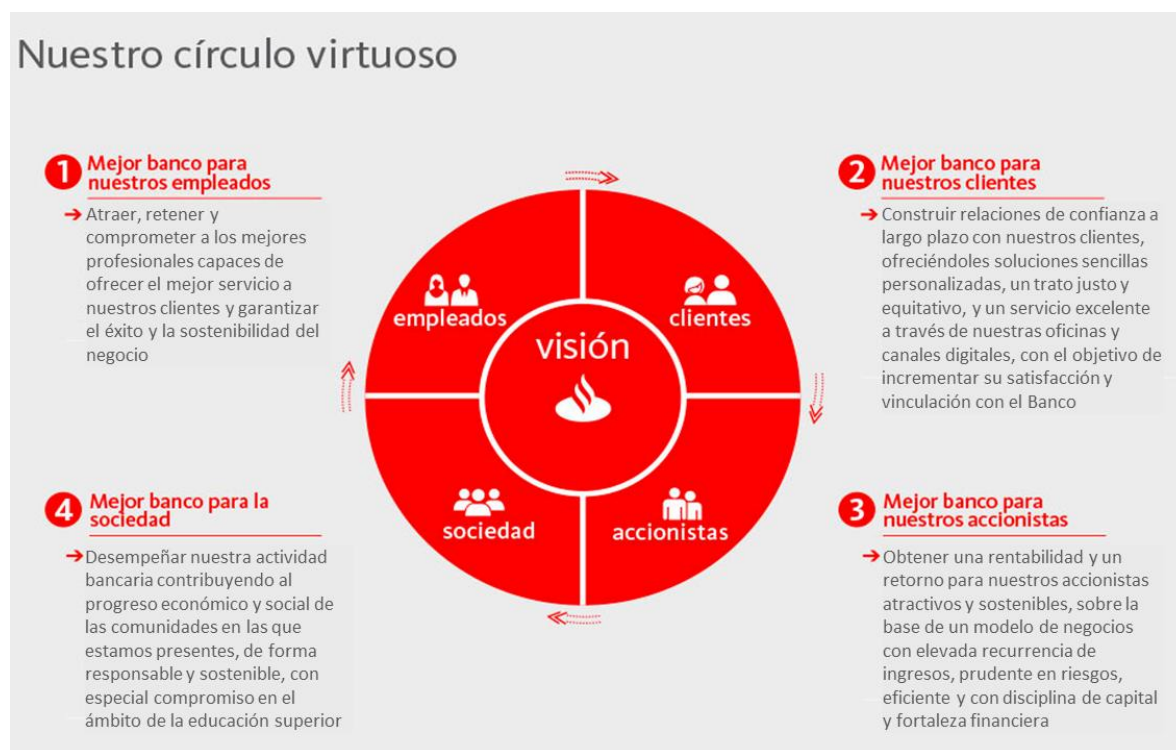 Nuestro círculo virtuoso
1
Mejor banco para
nuestros empleados
Atraer, retener y
comprometer a los mejores
profesionales capaces de
ofrecer el mejor servicio a
nuestros clientes y garantizar
el éxito y la sostenibilidad del
negocio
2
Mejor banco para
nuestros clientes
Construir relaciones de confianza a
largo plazo con nuestros clientes,
ofreciéndoles soluciones sencillas
personalizadas, un trato justo y
equitativo, y un servicio excelente
a través de nuestras oficinas y
canales digitales, con el objetivo de
incrementar su satisfacción y
vinculación con el Banco
empleados
clientes
visión
sociedad
accionistas
3
Mejor banco para
nuestros accionistas
Obtener una rentabilidad y un
retorno para nuestros accionistas
atractivos y sostenibles, sobre la
base de un modelo de negocios
con elevada recurrencia de
ingresos, prudente en riesgos,
eficiente y con disciplina de capital
y fortaleza financiera
4
Mejor banco para la
sociedad
Desempeñar nuestra actividad
bancaria contribuyendo al
progreso económico y social de
las comunidades en las que
estamos presentes, de forma
responsable y sostenible, con
especial compromiso en el
ámbito de la educación superior